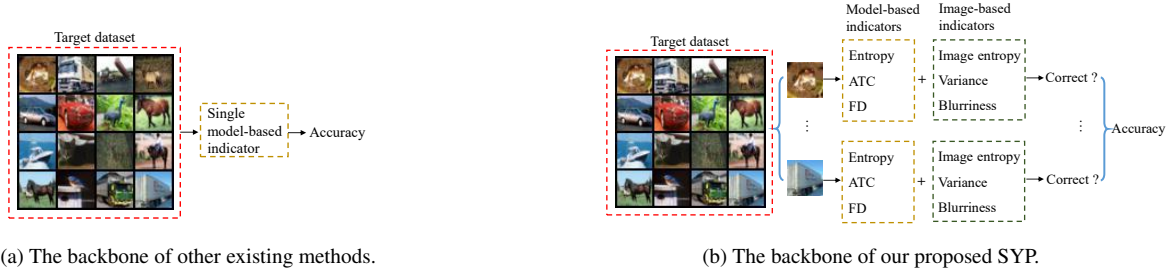 Target dataset
Single
model-based
indicator
Accuracy
(a) The backbone of other existing methods.
Target dataset
Model-based
indicators
Image-based
indicators
Entropy
ATC
FD
+
Image entropy
Variance
Blurriness
Correct ?
Entropy
ATC
FD
+
Image entropy
Variance
Blurriness
Correct ?
Accuracy
(b) The backbone of our proposed SYP.